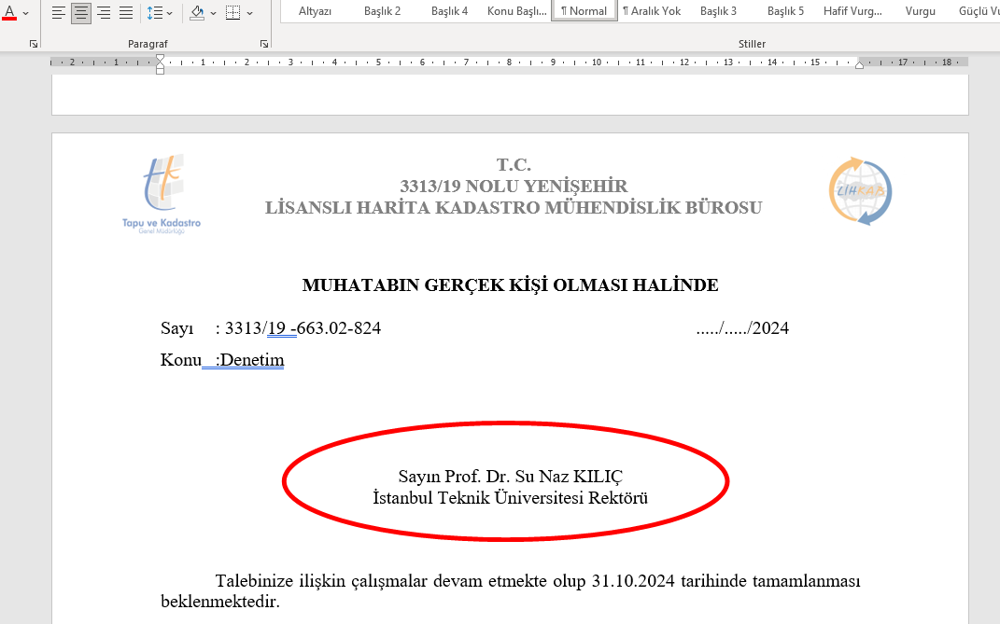 A
Altyazı Başlık 2 Başlık 4 Konu Başlı... ¶ Normal ¶ Aralık Yok Başlık 3 Başlık 5 Hafif Vurg... Vurgu Güçlü Vu
Paragraf Stiller
2 1 1 2 3 4 5 6 7 8 9 10 11 12 13 14 15 17 18
T.C.
3313/19 NOLU YENİŞEHİR
LİSANSLI HARİTA KADASTRO MÜHENDİSLİK BÜROSU
tk
Tapu ve Kadastro
Genel Müdürlüğü
LİHKAB
MUHATABIN GERÇEK KİŞİ OLMASI HALİNDE
Sayı : 3313/19 -663.02-824 ...../...../2024
Konu :Denetim
Sayın Prof. Dr. Su Naz KILIÇ
İstanbul Teknik Üniversitesi Rektörü
Talebinize ilişkin çalışmalar devam etmekte olup 31.10.2024 tarihinde tamamlanması
beklenmektedir.